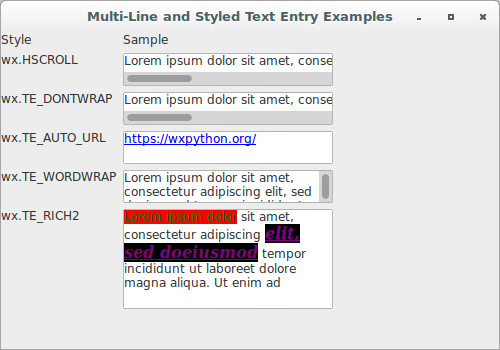 Multi-Line and Styled Text Entry Examples
Style Sample
wx.HSCROLL Lorem ipsum dolor sit amet, conse
wx.TE_DONTWRAP Lorem ipsum dolor sit amet, conse
wx.TE_AUTO_URL https://wxpython.org/
wx.TE_WORDWRAP Lorem ipsum dolor sit amet,
consectetur adipiscing elit, sed
wx.TE_RICH2 Lorem ipsum dolor sit amet,
consectetur adipiscing elit,
sed doeiusmod tempor
incididunt ut laboreet dolore
magna aliqua. Ut enim ad